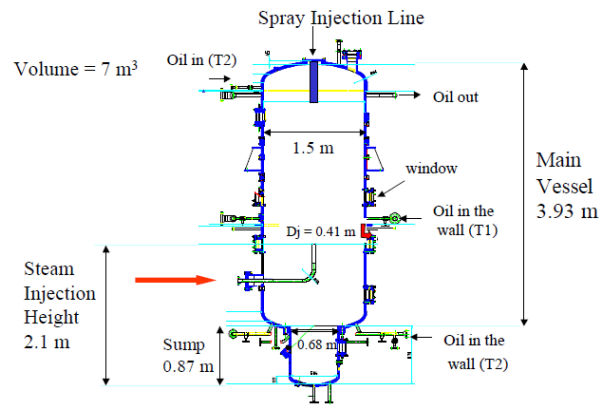 Spray Injection Line
Oil in (T2)
Volume = 7 m³
Oil out
1.5 m
window
Main
Vessel
3.93 m
Oil in the
wall (T1)
Dj = 0.41 m
Steam
Injection
Height
2.1 m
Sump
0.87 m
0.68 m
Oil in the
wall (T2)